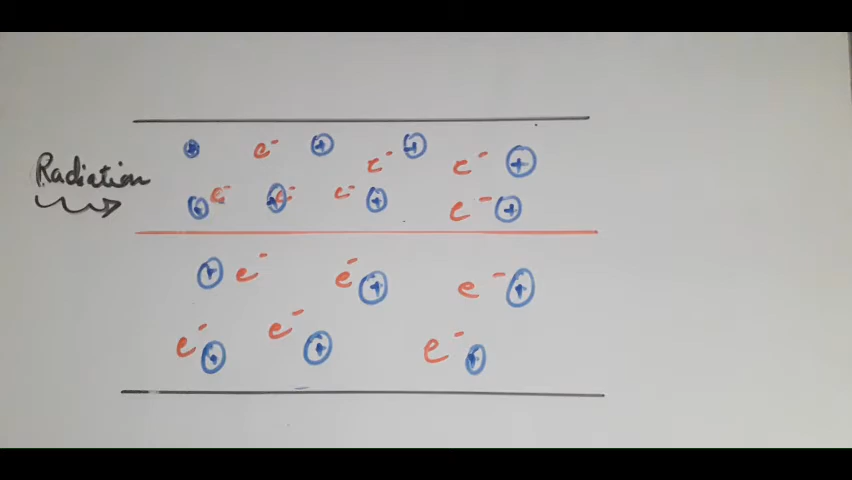 Radiation
+ e⁻ + e⁻ + e⁻ +
+ e⁻ + e⁻ e⁻ + e⁻ +
+ e⁻ e⁻ + e⁻ +
e⁻ + e⁻ + e⁻ +